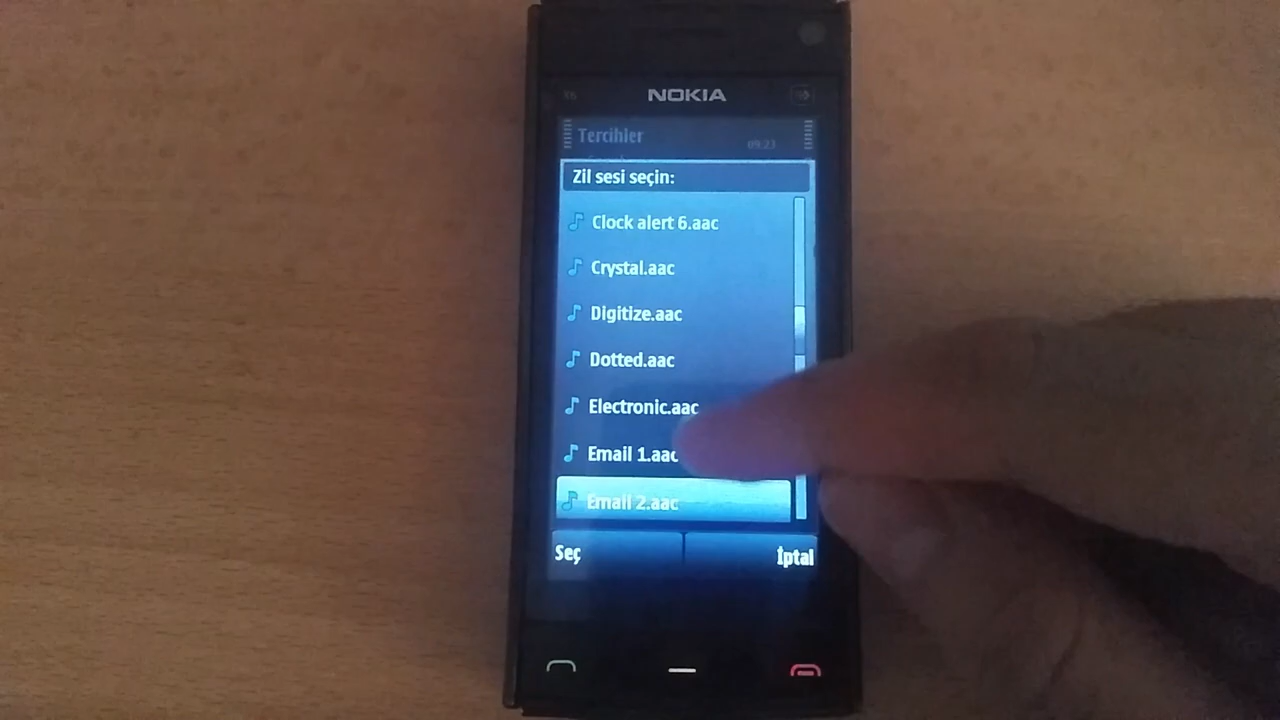 NOKIA
Tercihler
09:23
Zil sesi seçin:
Clock alert 6.aac
Crystal.aac
Digitize.aac
Dotted.aac
Electronic.aac
Email 1.aac
Email 2.aac
Seç
İptal